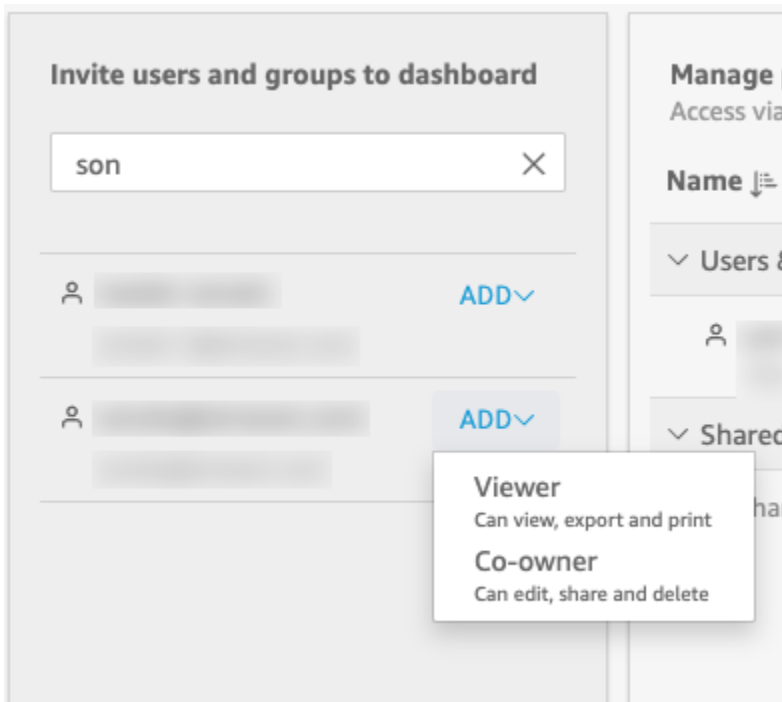 Invite users and groups to dashboard
son
ADD
ADD
Viewer
Can view, export and print
Co-owner
Can edit, share and delete
Manage
Access via
Name
Users &
Shared